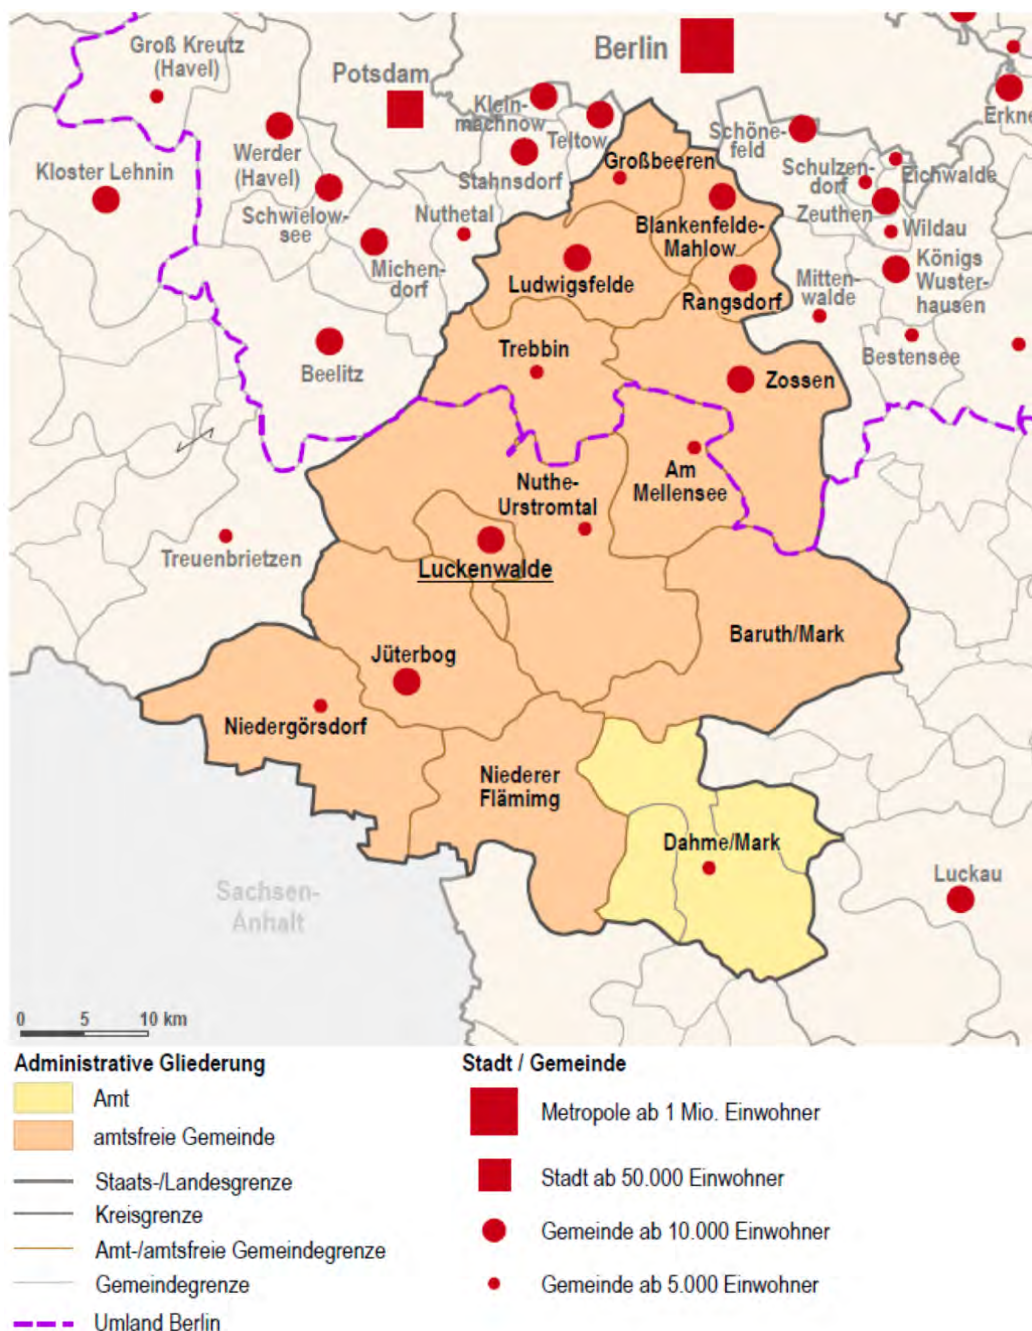 Groß Kreutz
(Havel)
Potsdam
Berlin
Klein-
machnow
Teltow
Stahnsdorf
Großbeeren
Schöne-
feld
Erkne
Kloster Lehnin
Werder
(Havel)
Schwielow-
see
Nuthetal
Michen-
dorf
Blankenfelde-
Mahlow
Schulzen-
dorf
Eichwalde
Zeuthen
Wildau
Königs
Wuster-
hausen
Ludwigsfelde
Rangsdorf
Mitten-
walde
Bestensee
Beelitz
Trebbin
Zossen
Am
Mellensee
Nuthe-
Urstromtal
Treuenbrietzen
Luckenwalde
Baruth/Mark
Jüterbog
Niedergörsdorf
Niederer
Flämimg
Dahme/Mark
Luckau
Sachsen-
Anhalt
0 5 10 km
Administrative Gliederung
Amt
amtsfreie Gemeinde
Staats-/Landesgrenze
Kreisgrenze
Amt-/amtsfreie Gemeindegrenze
Gemeindegrenze
Umland Berlin
Stadt / Gemeinde
Metropole ab 1 Mio. Einwohner
Stadt ab 50.000 Einwohner
Gemeinde ab 10.000 Einwohner
Gemeinde ab 5.000 Einwohner